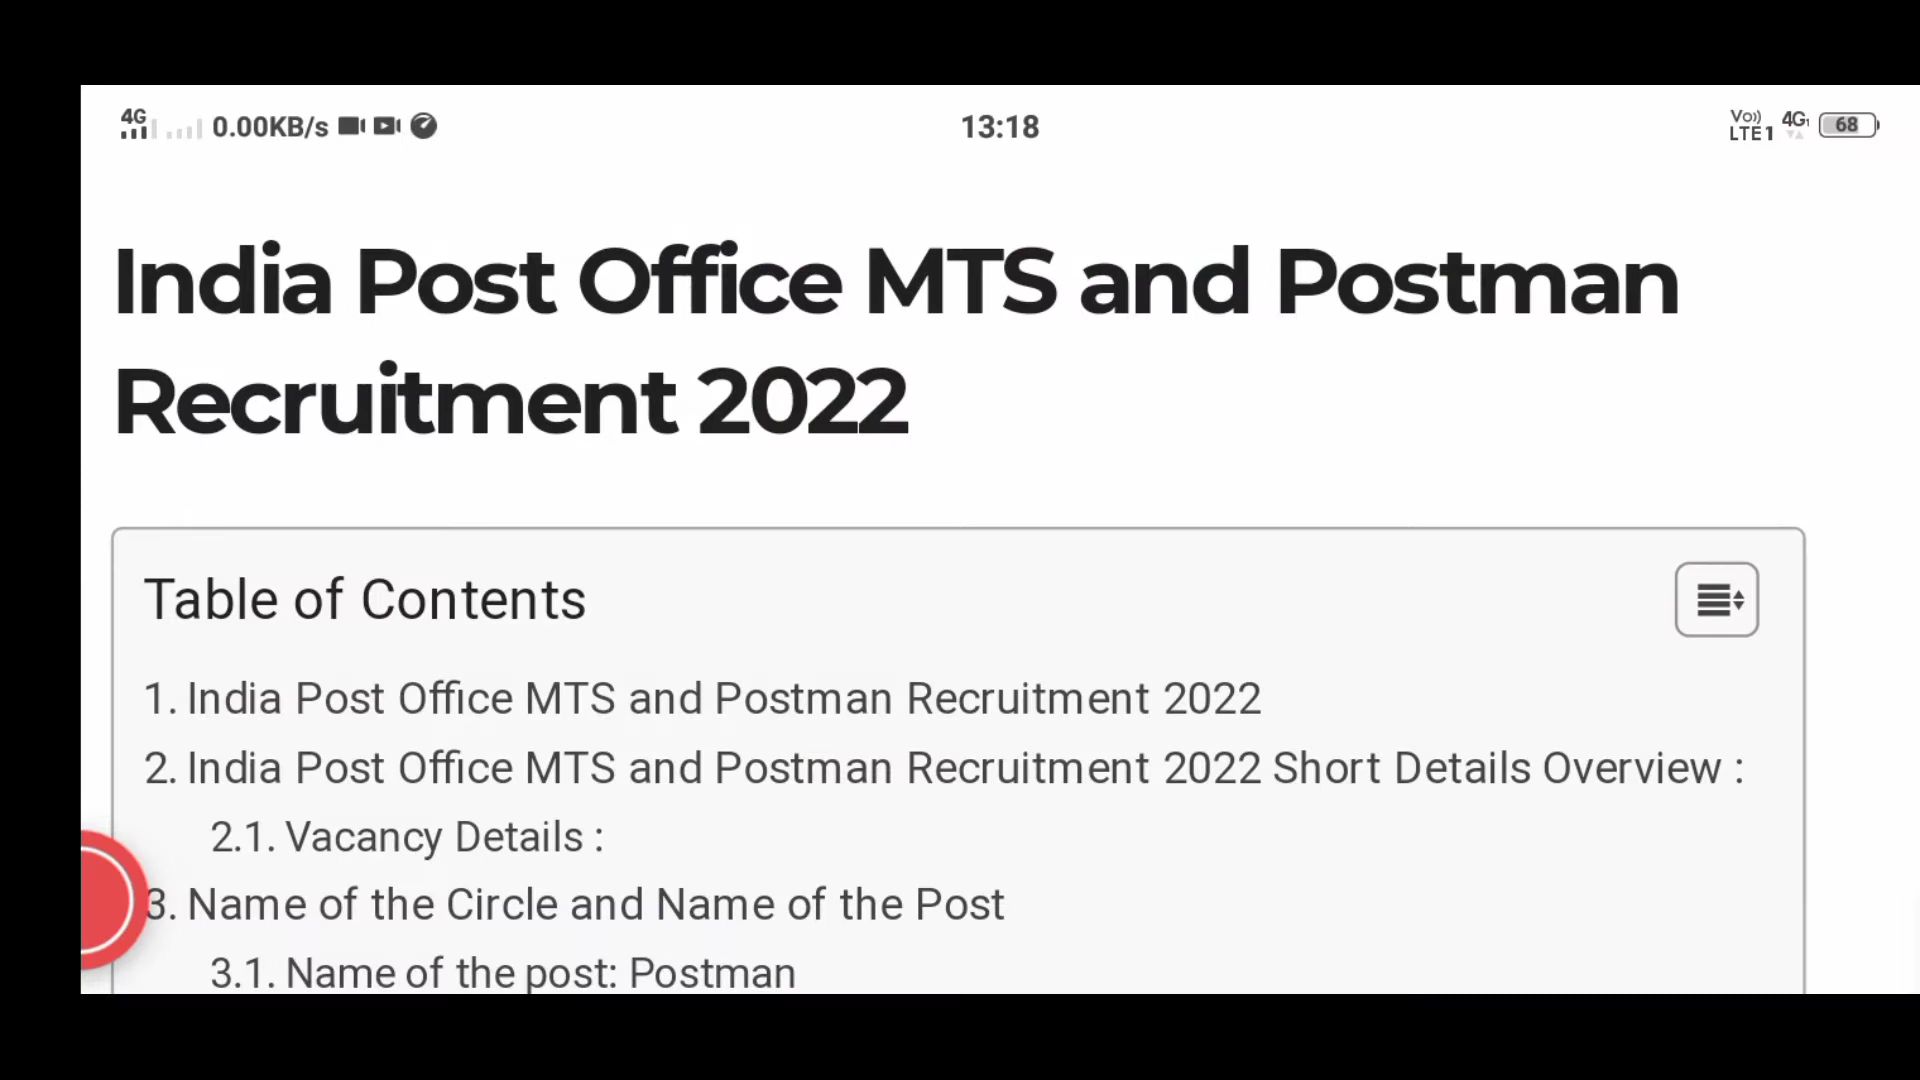 4G 0.00KB/s 13:18 Vo)) LTE1 4G 68
India Post Office MTS and Postman
Recruitment 2022
Table of Contents
1. India Post Office MTS and Postman Recruitment 2022
2. India Post Office MTS and Postman Recruitment 2022 Short Details Overview :
2.1. Vacancy Details :
3. Name of the Circle and Name of the Post
3.1. Name of the post: Postman